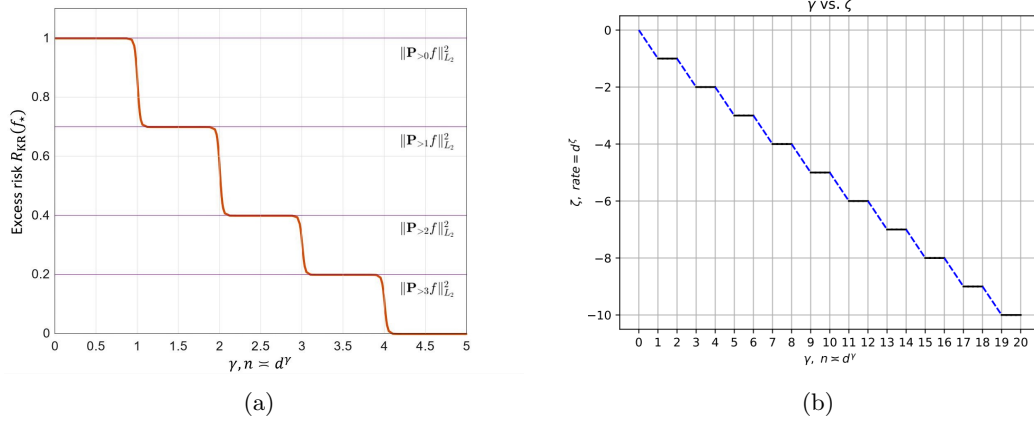 1
0.8
0.6
0.4
0.2
0
Excess risk R_KR(f⋆)
‖P_{>0}f‖²_{L₂}
‖P_{>1}f‖²_{L₂}
‖P_{>2}f‖²_{L₂}
‖P_{>3}f‖²_{L₂}
0 0.5 1 1.5 2 2.5 3 3.5 4 4.5 5
γ, n ≍ d^γ
(a)
γ vs. ζ
0
−2
−4
−6
−8
−10
ζ, rate = d^ζ
0 1 2 3 4 5 6 7 8 9 10 11 12 13 14 15 16 17 18 19 20
γ, n ≍ d^γ
(b)